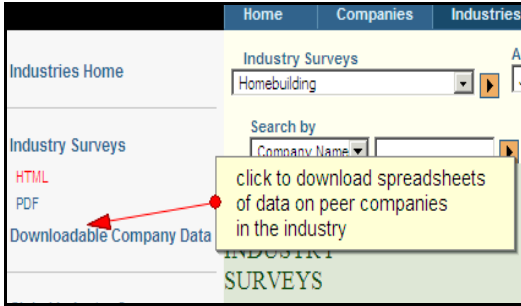 Home Companies Industries
Industries Home
Industry Surveys
HTML
PDF
Downloadable Company Data
Industry Surveys
Homebuilding
Search by
Company Name
click to download spreadsheets
of data on peer companies
in the industry
INDUSTRY
SURVEYS